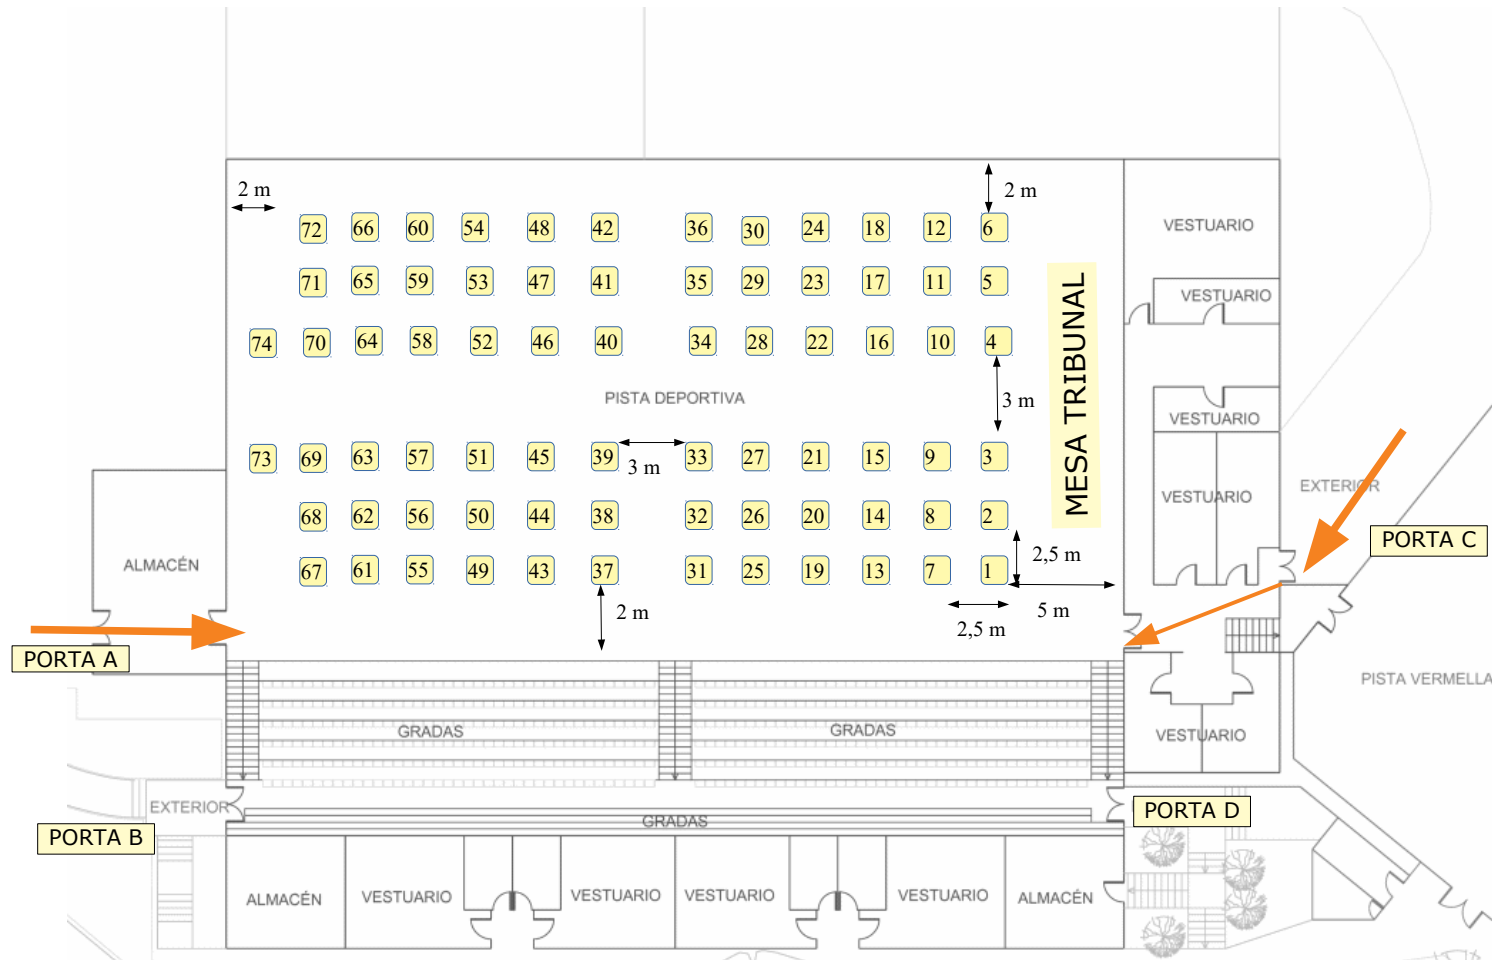 2 m
2 m
72 66 60 54 48 42 36 30 24 18 12 6
VESTUARIO
71 65 59 53 47 41 35 29 23 17 11 5
VESTUARIO
MESA TRIBUNAL
74 70 64 58 52 46 40 34 28 22 16 10 4
PISTA DEPORTIVA
3 m
VESTUARIO
73 69 63 57 51 45 39 33 27 21 15 9 3
3 m
EXTERIOR
VESTUARIO
68 62 56 50 44 38 32 26 20 14 8 2
PORTA C
2,5 m
ALMACÉN
67 61 55 49 43 37 31 25 19 13 7 1
2 m
5 m
2,5 m
PORTA A
PISTA VERMELLA
GRADAS
GRADAS
VESTUARIO
EXTERIOR
PORTA D
GRADAS
PORTA B
ALMACÉN
VESTUARIO
VESTUARIO
VESTUARIO
VESTUARIO
ALMACÉN